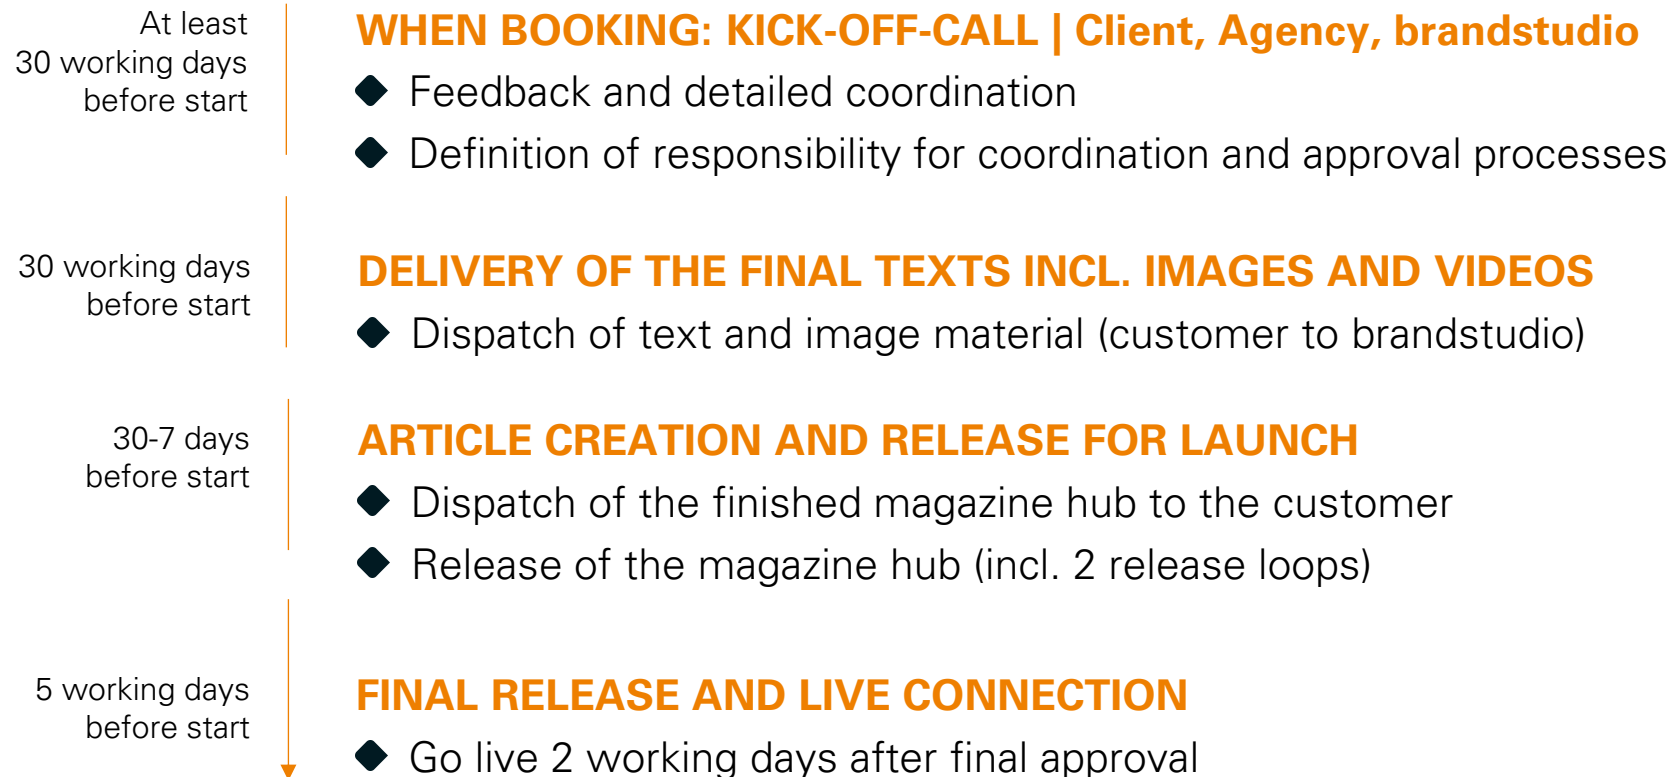 At least
30 working days
before start
WHEN BOOKING: KICK-OFF-CALL | Client, Agency, brandstudio
Feedback and detailed coordination
Definition of responsibility for coordination and approval processes
30 working days
before start
DELIVERY OF THE FINAL TEXTS INCL. IMAGES AND VIDEOS
Dispatch of text and image material (customer to brandstudio)
30-7 days
before start
ARTICLE CREATION AND RELEASE FOR LAUNCH
Dispatch of the finished magazine hub to the customer
Release of the magazine hub (incl. 2 release loops)
5 working days
before start
FINAL RELEASE AND LIVE CONNECTION
Go live 2 working days after final approval